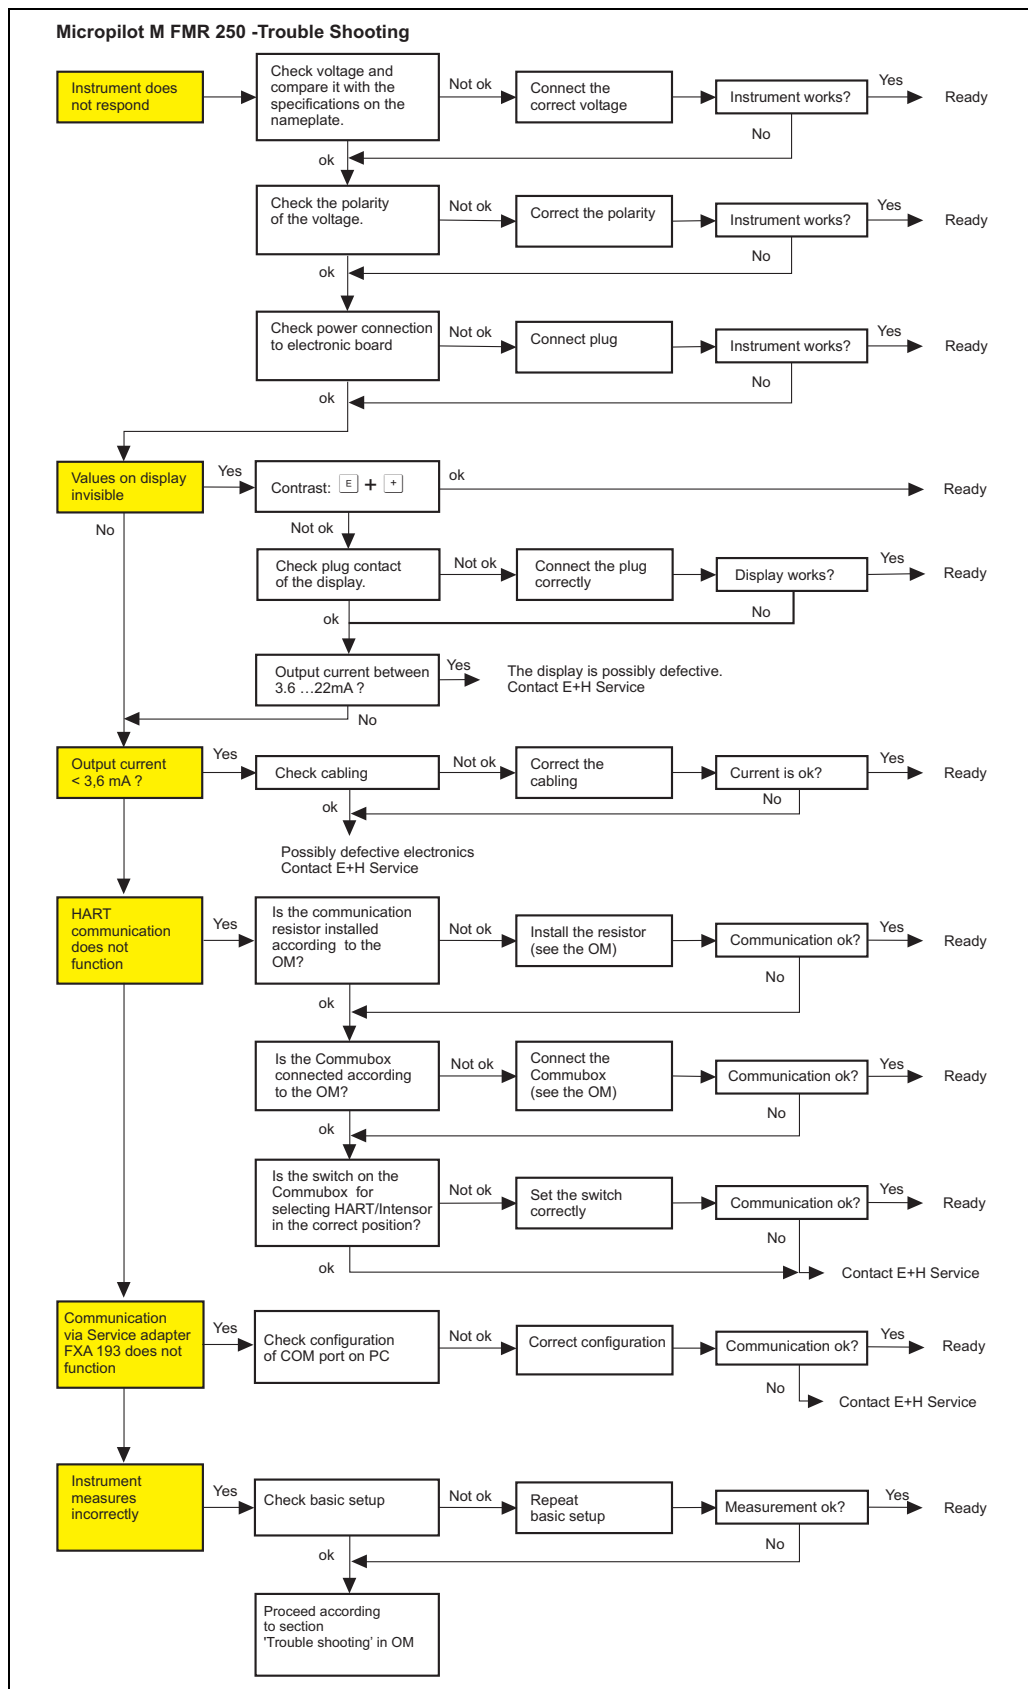 Micropilot M FMR 250 -Trouble Shooting
Instrument does
not respond
Check voltage and
compare it with the
specifications on the
nameplate.
Not ok
Connect the
correct voltage
Instrument works?
Yes
Ready
No
ok
Check the polarity
of the voltage.
Not ok
Correct the polarity
Instrument works?
Yes
Ready
No
ok
Check power connection
to electronic board
Not ok
Connect plug
Instrument works?
Yes
Ready
No
ok
Values on display
invisible
Yes
Contrast: E + +
ok
Ready
No
Not ok
Check plug contact
of the display.
Not ok
Connect the plug
correctly
Display works?
Yes
Ready
No
ok
Output current between
3.6 ...22mA ?
Yes
The display is possibly defective.
Contact E+H Service
No
Output current
< 3,6 mA ?
Yes
Check cabling
Not ok
Correct the
cabling
Current is ok?
Yes
Ready
No
ok
Possibly defective electronics
Contact E+H Service
HART
communication
does not
function
Yes
Is the communication
resistor installed
according to the
OM?
Not ok
Install the resistor
(see the OM)
Communication ok?
Yes
Ready
No
ok
Is the Commubox
connected according
to the OM?
Not ok
Connect the
Commubox
(see the OM)
Communication ok?
Yes
Ready
No
ok
Is the switch on the
Commubox for
selecting HART/Intensor
in the correct position?
Not ok
Set the switch
correctly
Communication ok?
Yes
Ready
No
ok
Contact E+H Service
Communication
via Service adapter
FXA 193 does not
function
Yes
Check configuration
of COM port on PC
Not ok
Correct configuration
Communication ok?
Yes
Ready
No
Contact E+H Service
Instrument
measures
incorrectly
Yes
Check basic setup
Not ok
Repeat
basic setup
Measurement ok?
Yes
Ready
No
ok
Proceed according
to section
'Trouble shooting' in OM